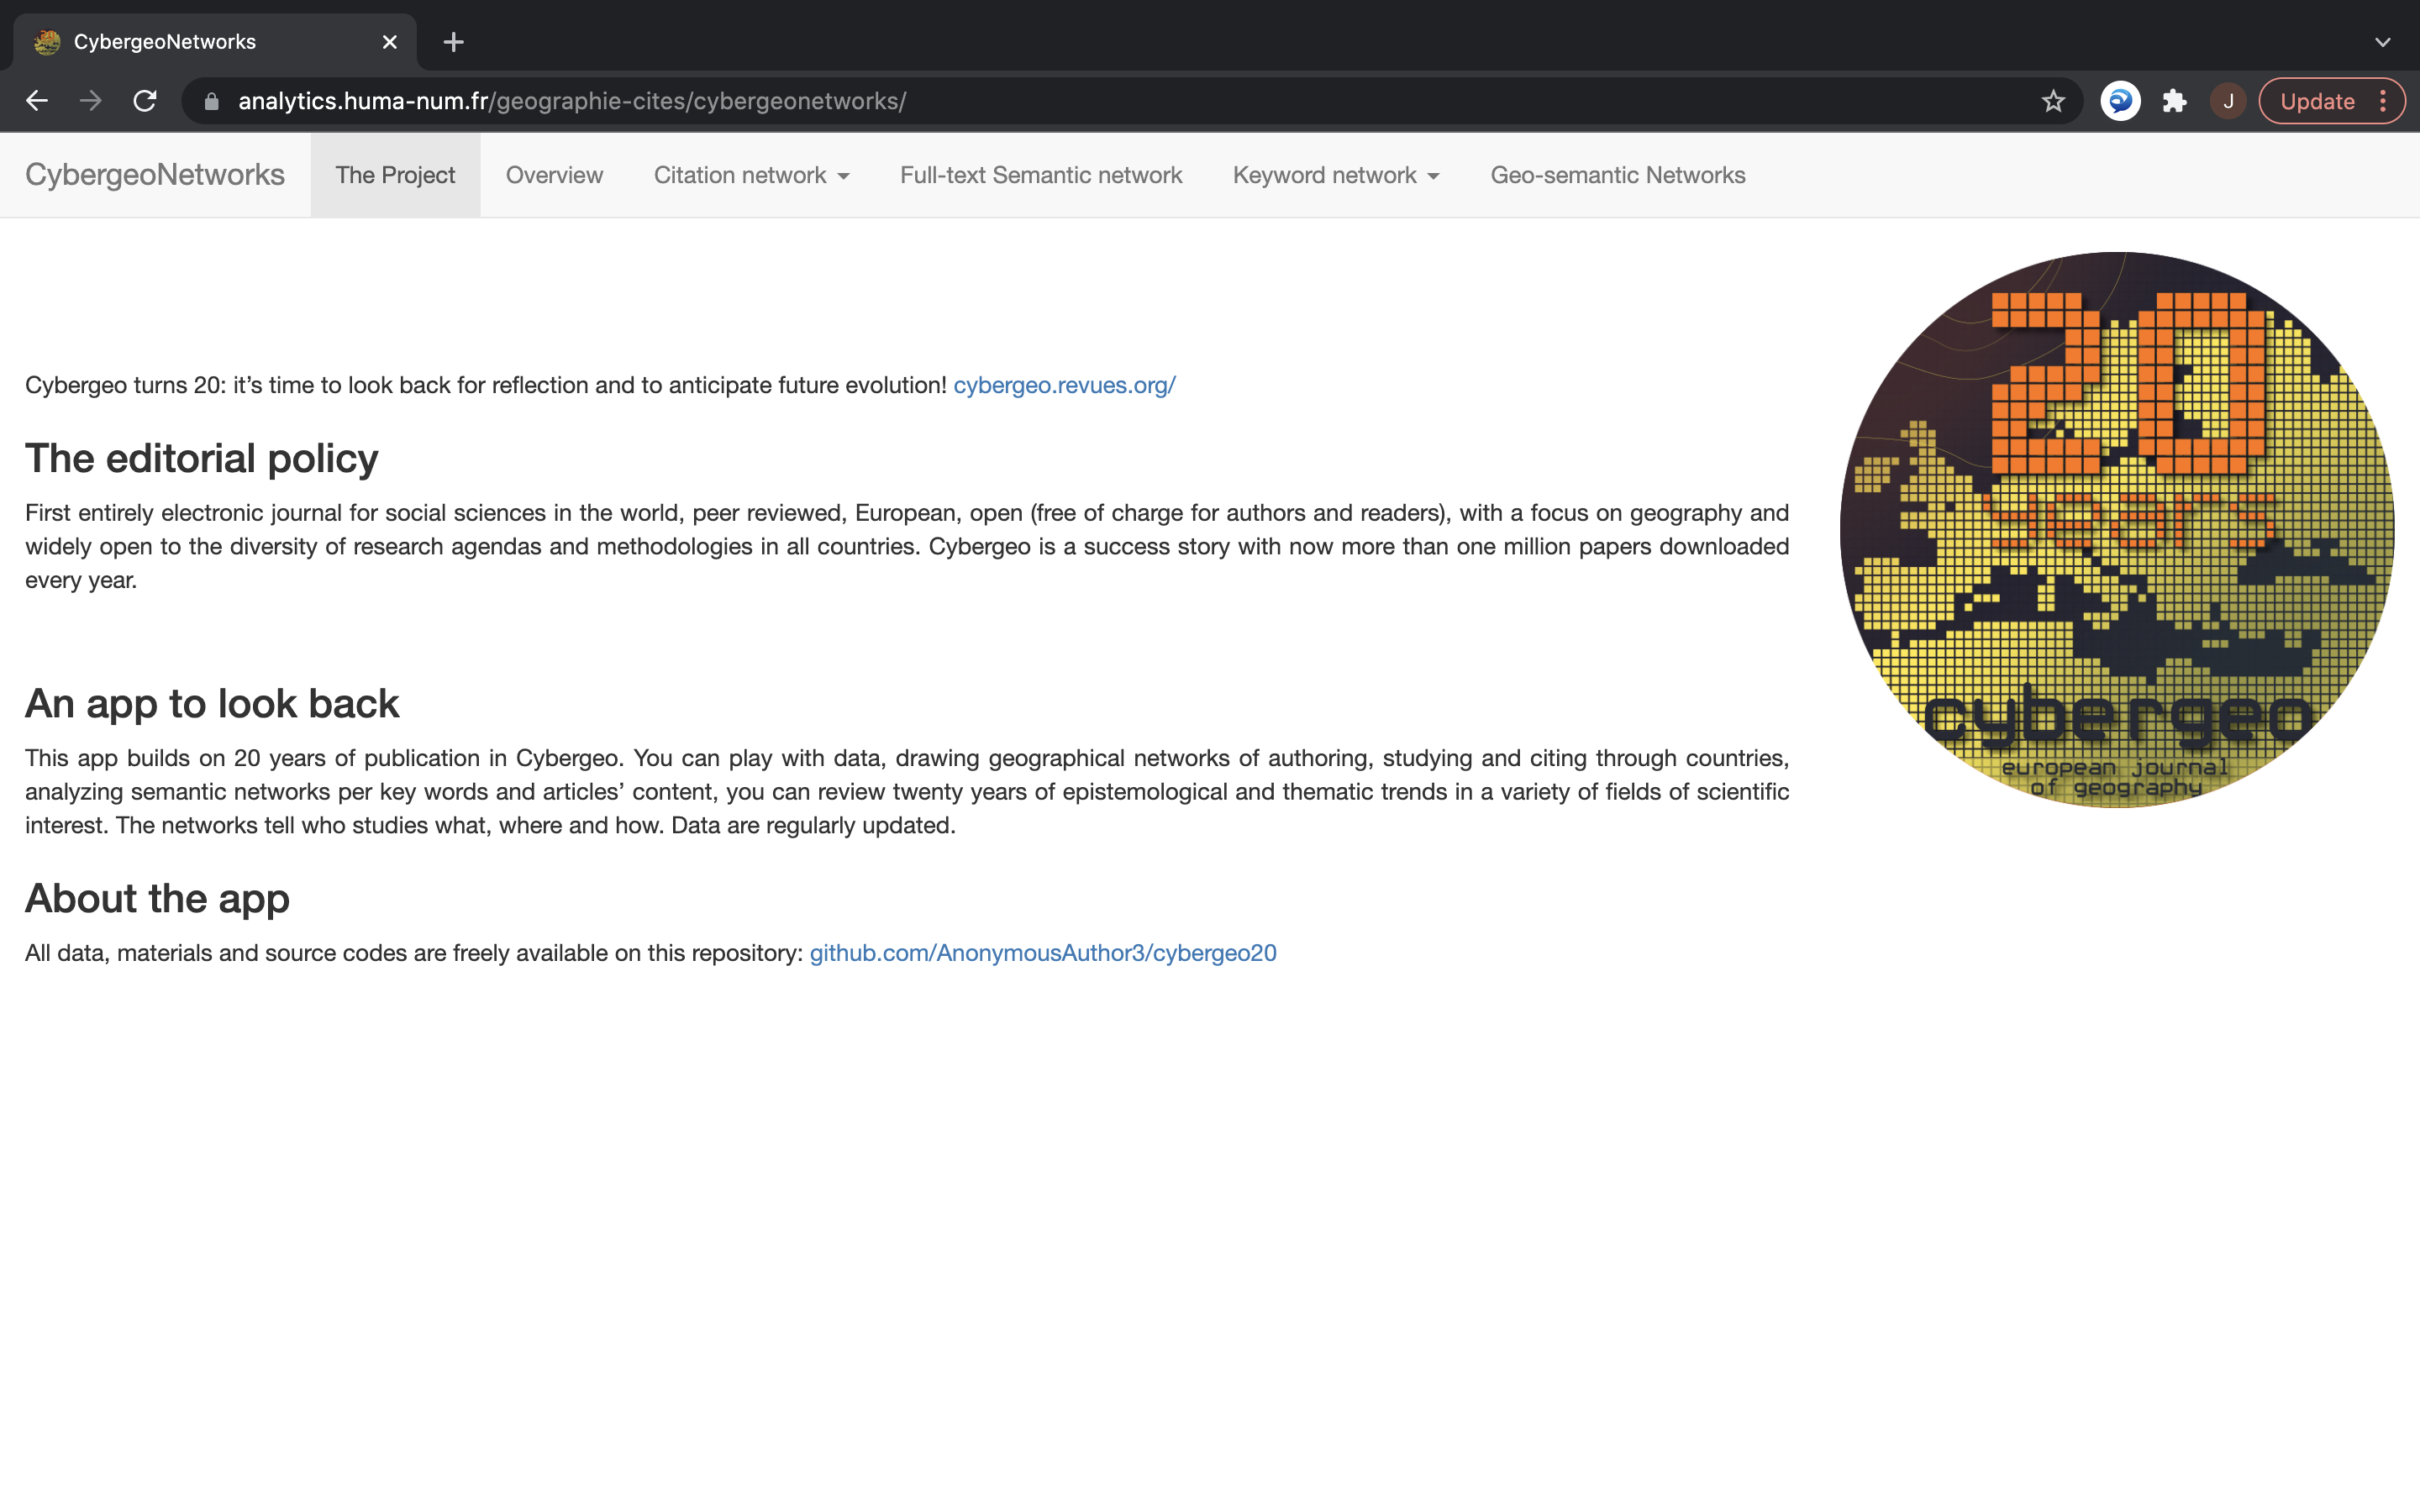 CybergeoNetworks
analytics.huma-num.fr/geographie-cites/cybergeonetworks/
J
Update
CybergeoNetworks
The Project
Overview
Citation network
Full-text Semantic network
Keyword network
Geo-semantic Networks
20
years
cybergeo
european journal
of geography
Cybergeo turns 20: it’s time to look back for reflection and to anticipate future evolution! cybergeo.revues.org/
The editorial policy
First entirely electronic journal for social sciences in the world, peer reviewed, European, open (free of charge for authors and readers), with a focus on geography and
widely open to the diversity of research agendas and methodologies in all countries. Cybergeo is a success story with now more than one million papers downloaded
every year.
An app to look back
This app builds on 20 years of publication in Cybergeo. You can play with data, drawing geographical networks of authoring, studying and citing through countries,
analyzing semantic networks per key words and articles’ content, you can review twenty years of epistemological and thematic trends in a variety of fields of scientific
interest. The networks tell who studies what, where and how. Data are regularly updated.
About the app
All data, materials and source codes are freely available on this repository: github.com/AnonymousAuthor3/cybergeo20